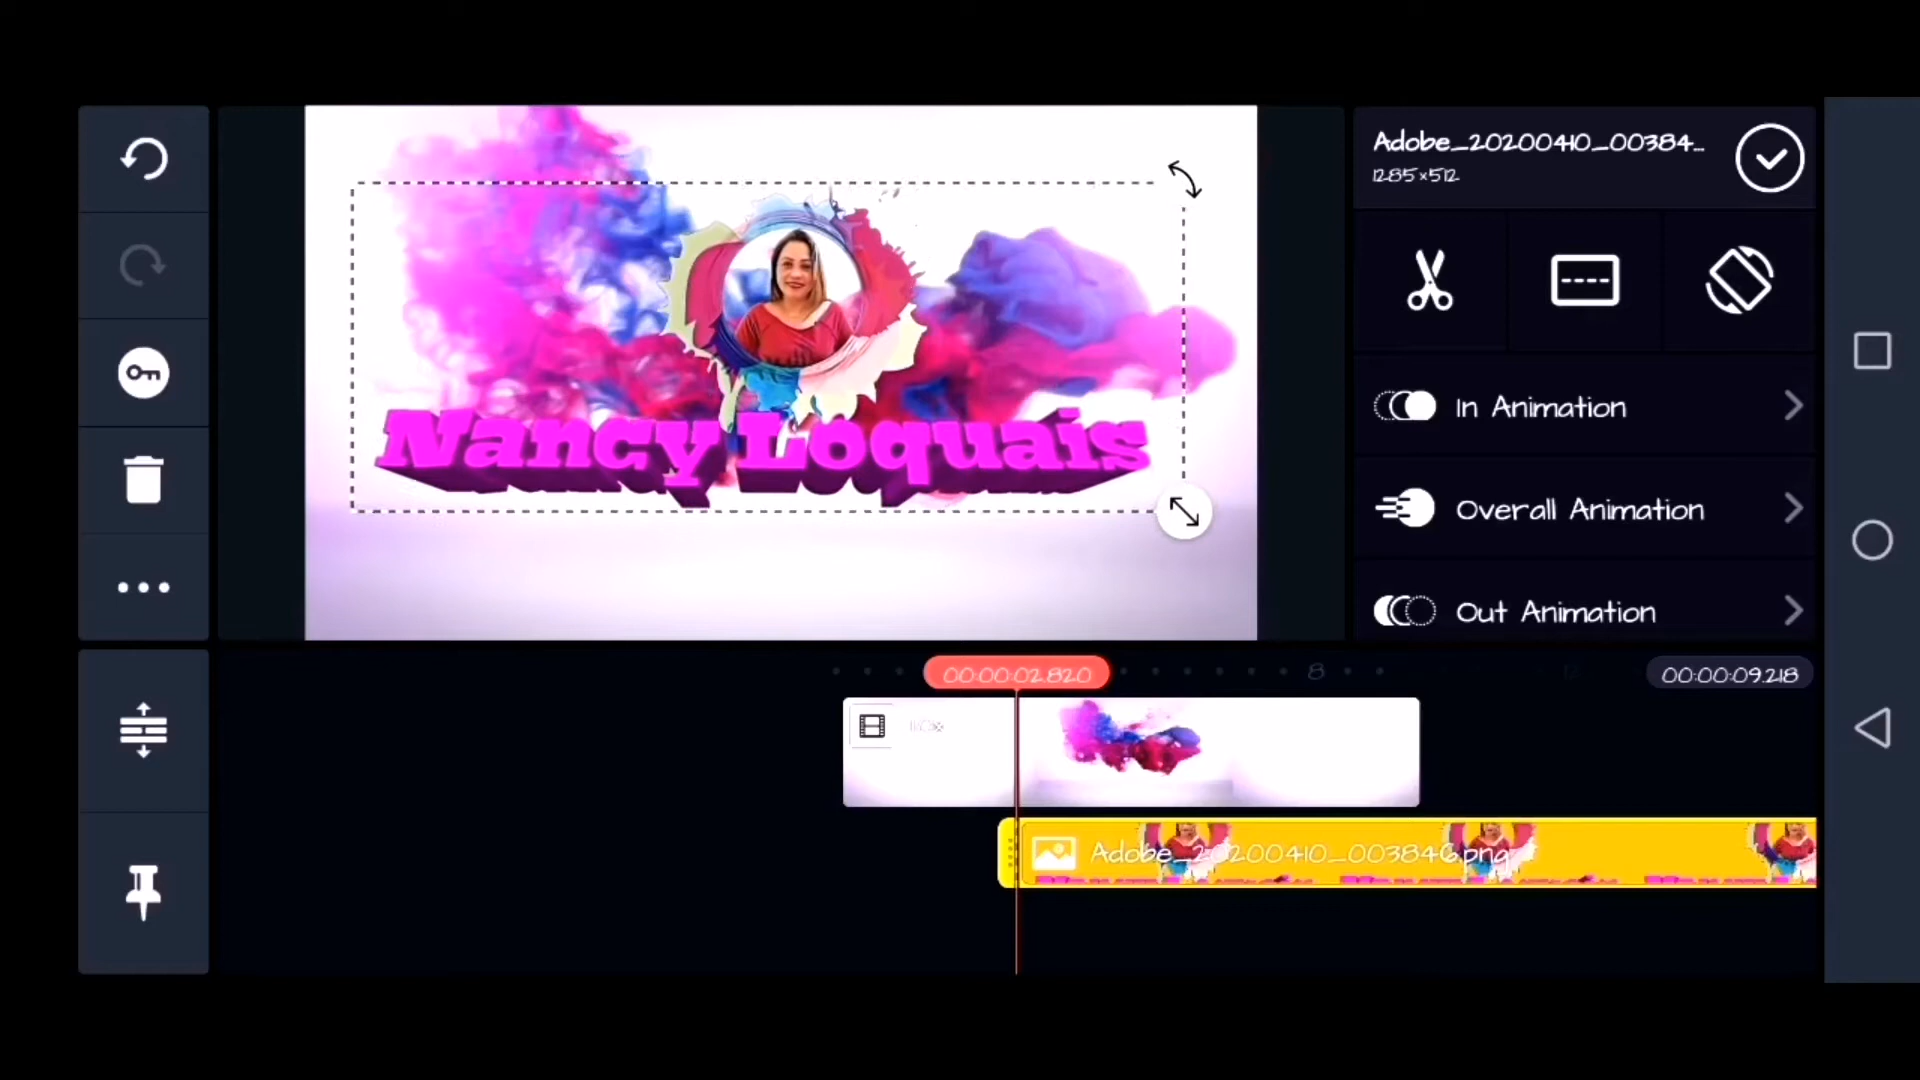 Adobe_20200410_00384...
1285×512
Nancy Loquais
In Animation
Overall Animation
Out Animation
00:00:02.820
8
00:00:09.218
Adobe_20200410_003846.png